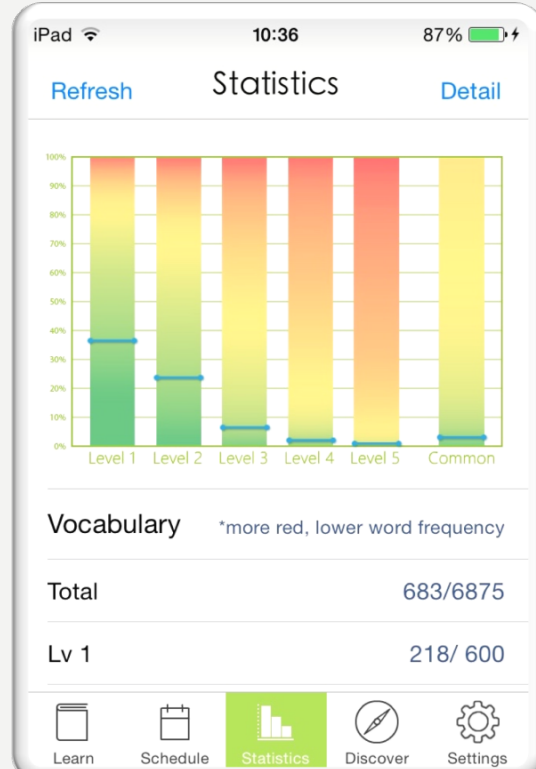 iPad 10:36 87%
Refresh Statistics Detail
100%
90%
80%
70%
60%
50%
40%
30%
20%
10%
0%
Level 1 Level 2 Level 3 Level 4 Level 5 Common
Vocabulary *more red, lower word frequency
Total 683/6875
Lv 1 218/ 600
Learn Schedule Statistics Discover Settings